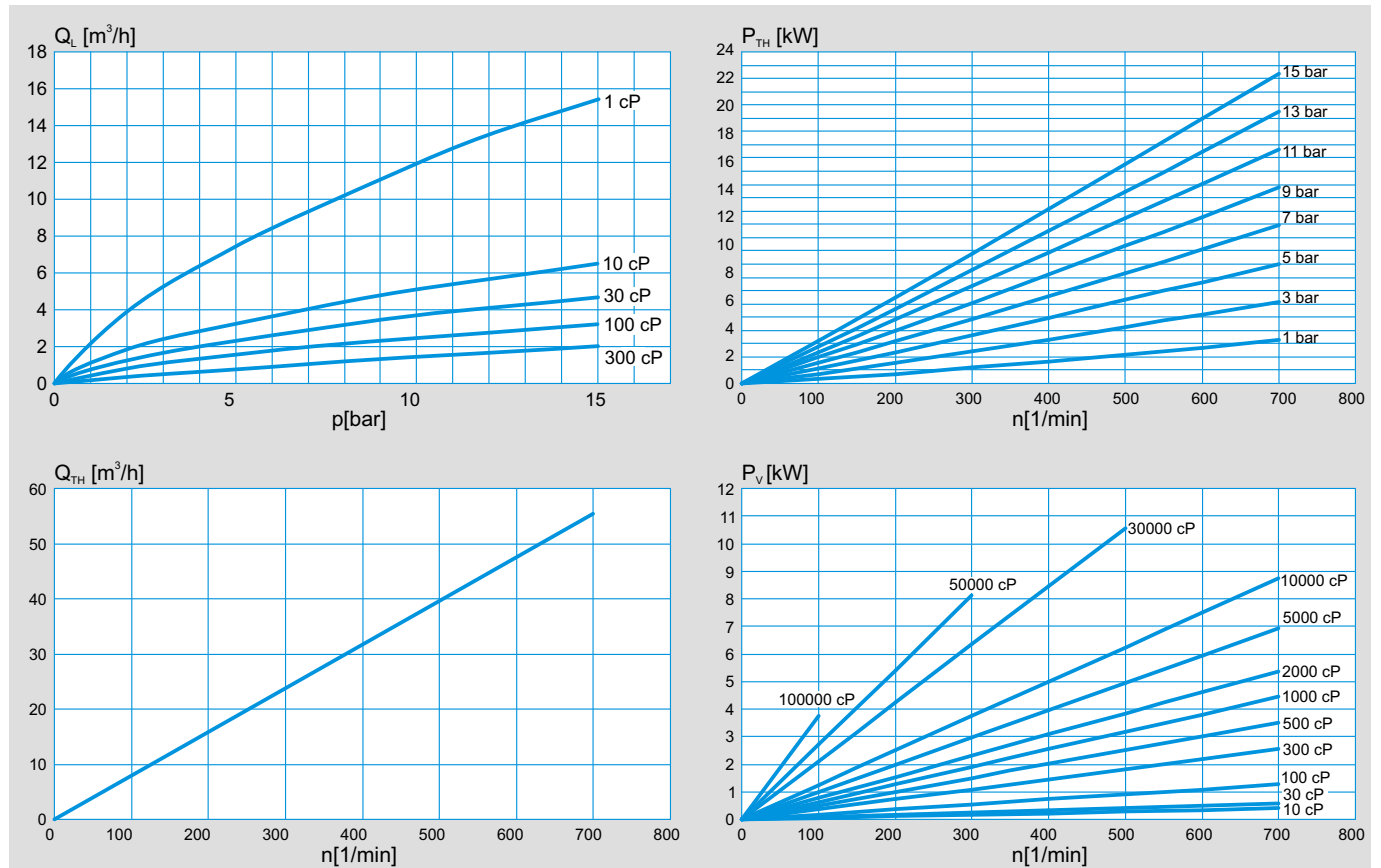 Q_L [m³/h]
18
16
14
12
10
8
6
4
2
0
1 cP
10 cP
30 cP
100 cP
300 cP
0 5 10 15
p[bar]
P_TH [kW]
24
22
20
18
16
14
12
10
8
6
4
2
0
15 bar
13 bar
11 bar
9 bar
7 bar
5 bar
3 bar
1 bar
0 100 200 300 400 500 600 700 800
n[1/min]
Q_TH [m³/h]
60
50
40
30
20
10
0
0 100 200 300 400 500 600 700 800
n[1/min]
P_V [kW]
12
11
10
9
8
7
6
5
4
3
2
1
0
30000 cP
50000 cP
10000 cP
5000 cP
100000 cP
2000 cP
1000 cP
500 cP
300 cP
100 cP
30 cP
10 cP
0 100 200 300 400 500 600 700 800
n[1/min]